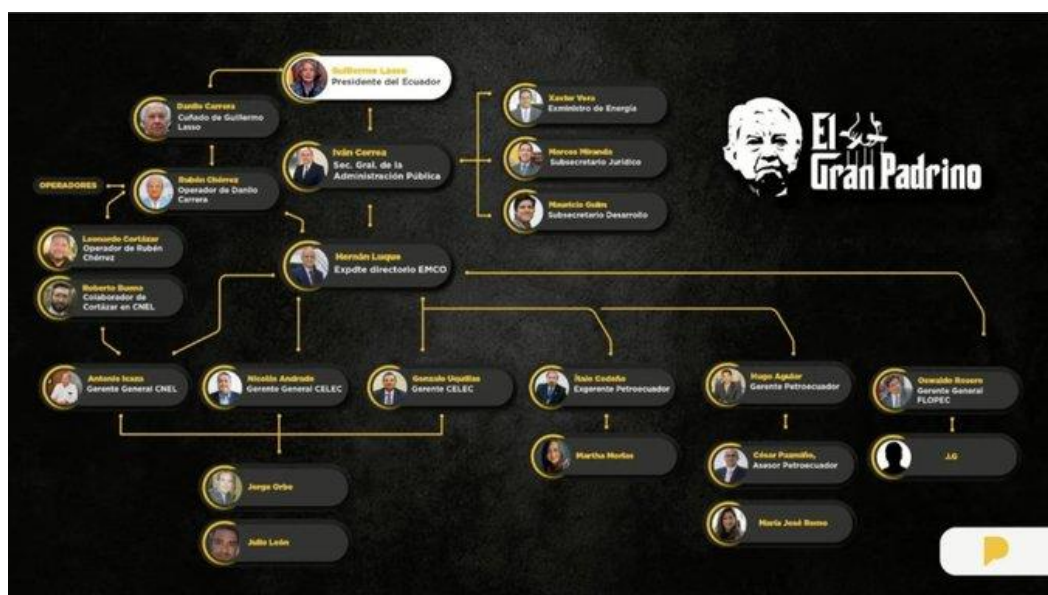 Guillermo Lasso
Presidente del Ecuador
Danilo Carrera
Cuñado de Guillermo
Lasso
Xavier Vera
Exministro de Energía
Iván Correa
Sec. Gral. de la
Administración Pública
Marcos Miranda
Subsecretario Jurídico
El
Gran Padrino
OPERADORES
Rubén Chérrez
Operador de Danilo
Carrera
Mauricio Guim
Subsecretario Desarrollo
Leonardo Cortázar
Operador de Rubén
Chérrez
Hernán Luque
Expdte directorio EMCO
Roberto Bueno
Colaborador de
Cortázar en CNEL
Antonio Icaza
Gerente General CNEL
Nicolás Andrade
Gerente General CELEC
Gonzalo Uquillas
Gerente CELEC
Ítalo Cedeño
Exgerente Petroecuador
Hugo Aguiar
Gerente Petroecuador
Oswaldo Rosero
Gerente General
FLOPEC
Martha
César Pazmiño,
Asesor Petroecuador
J.G
Jorge Orbe
María José Romo
Julio León